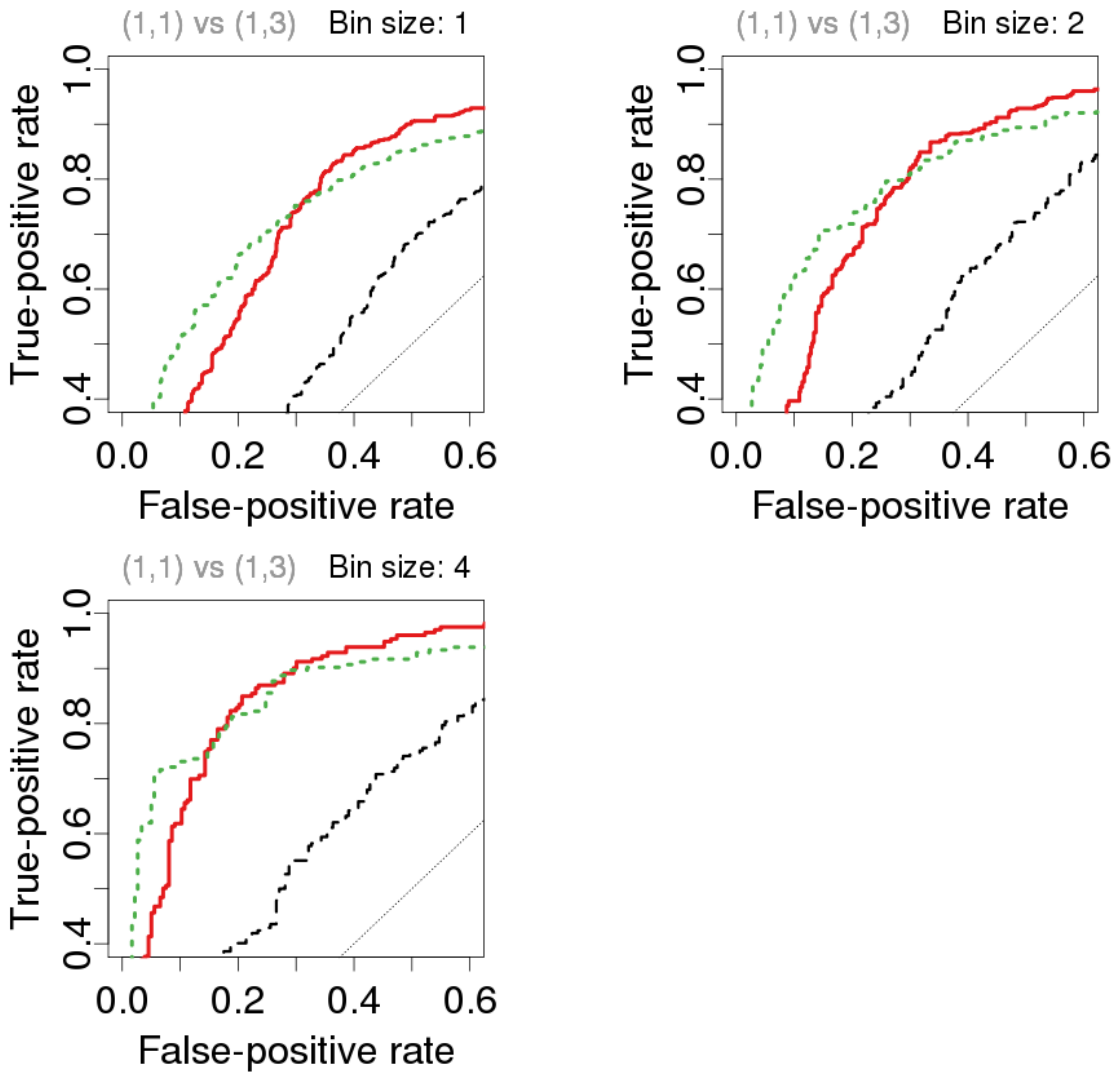 (1,1) vs (1,3) Bin size: 1
True-positive rate
1.0
0.8
0.6
0.4
0.0 0.2 0.4 0.6
False-positive rate
(1,1) vs (1,3) Bin size: 2
True-positive rate
1.0
0.8
0.6
0.4
0.0 0.2 0.4 0.6
False-positive rate
(1,1) vs (1,3) Bin size: 4
True-positive rate
1.0
0.8
0.6
0.4
0.0 0.2 0.4 0.6
False-positive rate